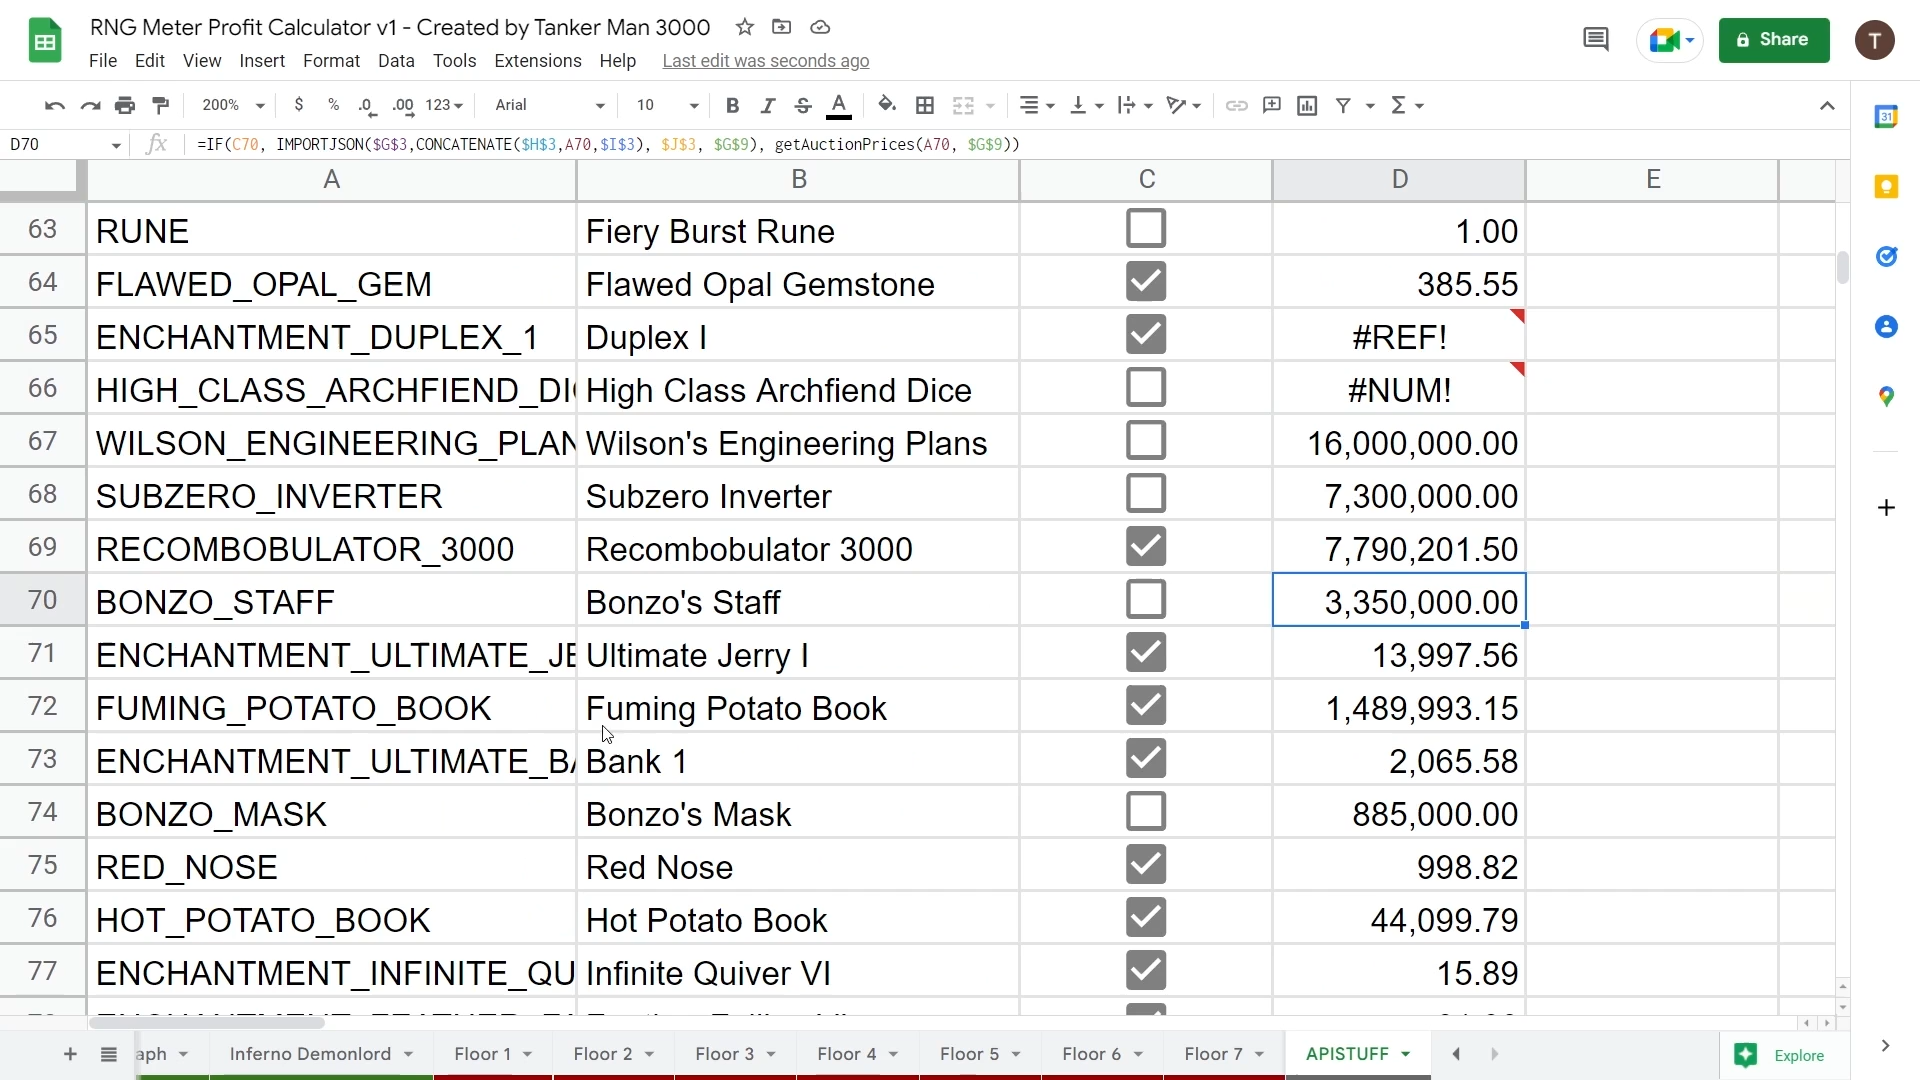 RNG Meter Profit Calculator v1 - Created by Tanker Man 3000
Share
T
File Edit View Insert Format Data Tools Extensions Help Last edit was seconds ago
200% $ % .0 .00 123 Arial 10 B I S A
31
D70 fx =IF(C70, IMPORTJSON($G$3,CONCATENATE($H$3,A70,$I$3), $J$3, $G$9), getAuctionPrices(A70, $G$9))
A B C D E
63 RUNE Fiery Burst Rune 1.00
64 FLAWED_OPAL_GEM Flawed Opal Gemstone 385.55
65 ENCHANTMENT_DUPLEX_1 Duplex I #REF!
66 HIGH_CLASS_ARCHFIEND_DI High Class Archfiend Dice #NUM!
67 WILSON_ENGINEERING_PLAN Wilson's Engineering Plans 16,000,000.00
68 SUBZERO_INVERTER Subzero Inverter 7,300,000.00
69 RECOMBOBULATOR_3000 Recombobulator 3000 7,790,201.50
70 BONZO_STAFF Bonzo's Staff 3,350,000.00
71 ENCHANTMENT_ULTIMATE_JE Ultimate Jerry I 13,997.56
72 FUMING_POTATO_BOOK Fuming Potato Book 1,489,993.15
73 ENCHANTMENT_ULTIMATE_BA Bank 1 2,065.58
74 BONZO_MASK Bonzo's Mask 885,000.00
75 RED_NOSE Red Nose 998.82
76 HOT_POTATO_BOOK Hot Potato Book 44,099.79
77 ENCHANTMENT_INFINITE_QU Infinite Quiver VI 15.89
aph Inferno Demonlord Floor 1 Floor 2 Floor 3 Floor 4 Floor 5 Floor 6 Floor 7 APISTUFF Explore